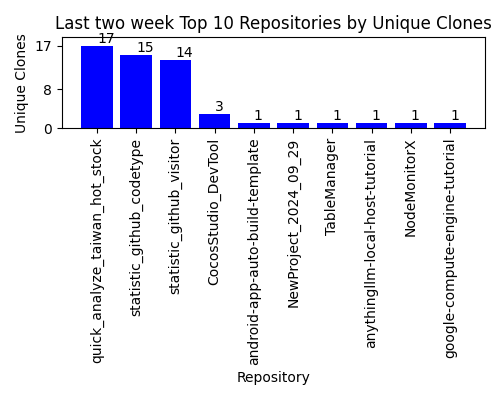 Last two week Top 10 Repositories by Unique Clones
Unique Clones
17
8
0
17
15
14
3
1
1
1
1
1
1
quick_analyze_taiwan_hot_stock
statistic_github_codetype
statistic_github_visitor
CocosStudio_DevTool
android-app-auto-build-template
NewProject_2024_09_29
TableManager
anythingllm-local-host-tutorial
NodeMonitorX
google-compute-engine-tutorial
Repository